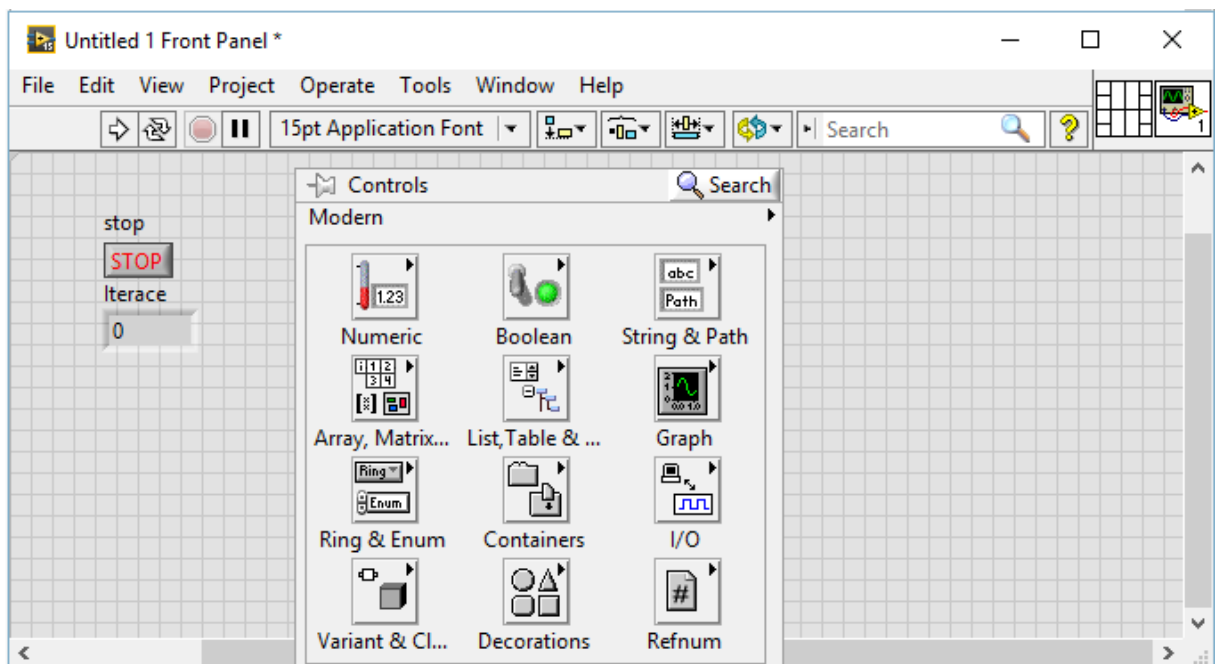 Untitled 1 Front Panel *
File Edit View Project Operate Tools Window Help
15pt Application Font Search
1
Controls Search
Modern
stop
STOP
Iterace
0
1.23
abc
Path
Numeric Boolean String & Path
Array, Matrix... List,Table & ... Graph
Ring
Enum
Ring & Enum Containers I/O
#
Variant & Cl... Decorations Refnum